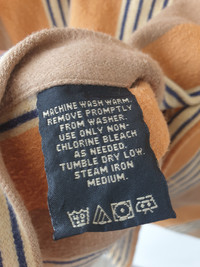 MACHINE WASH WARM.
REMOVE PROMPTLY
FROM WASHER.
USE ONLY NON-
CHLORINE BLEACH
AS NEEDED.
TUMBLE DRY LOW.
STEAM IRON
MEDIUM.